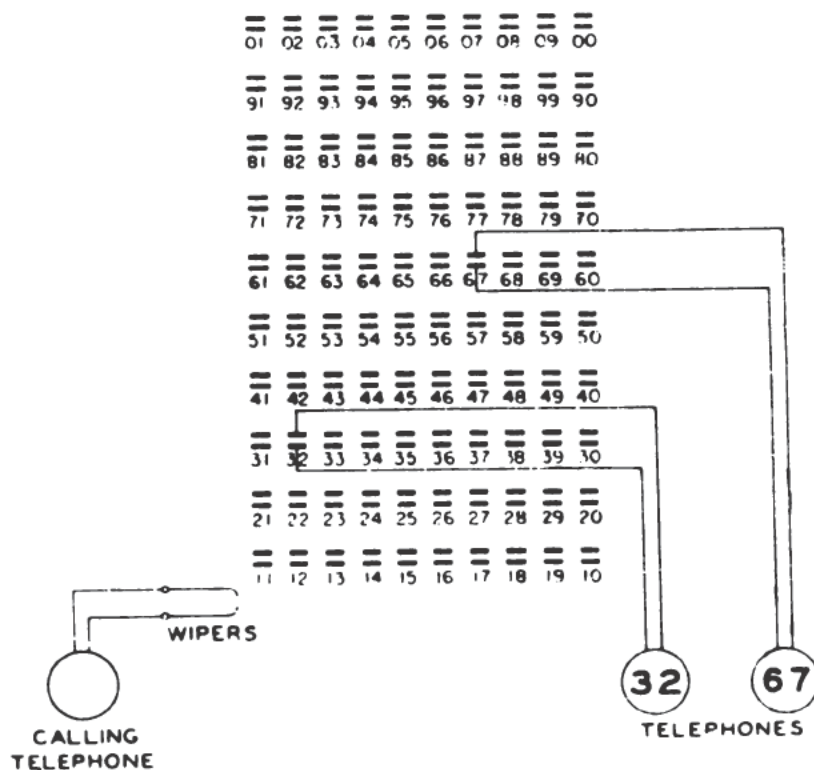 01 02 03 04 05 06 07 08 09 00
91 92 93 94 95 96 97 98 99 90
81 82 83 84 85 86 87 88 89 80
71 72 73 74 75 76 77 78 79 70
61 62 63 64 65 66 67 68 69 60
51 52 53 54 55 56 57 58 59 50
41 42 43 44 45 46 47 48 49 40
31 32 33 34 35 36 37 38 39 30
21 22 23 24 25 26 27 28 29 20
11 12 13 14 15 16 17 18 19 10
WIPERS
32 67
TELEPHONES
CALLING
TELEPHONE